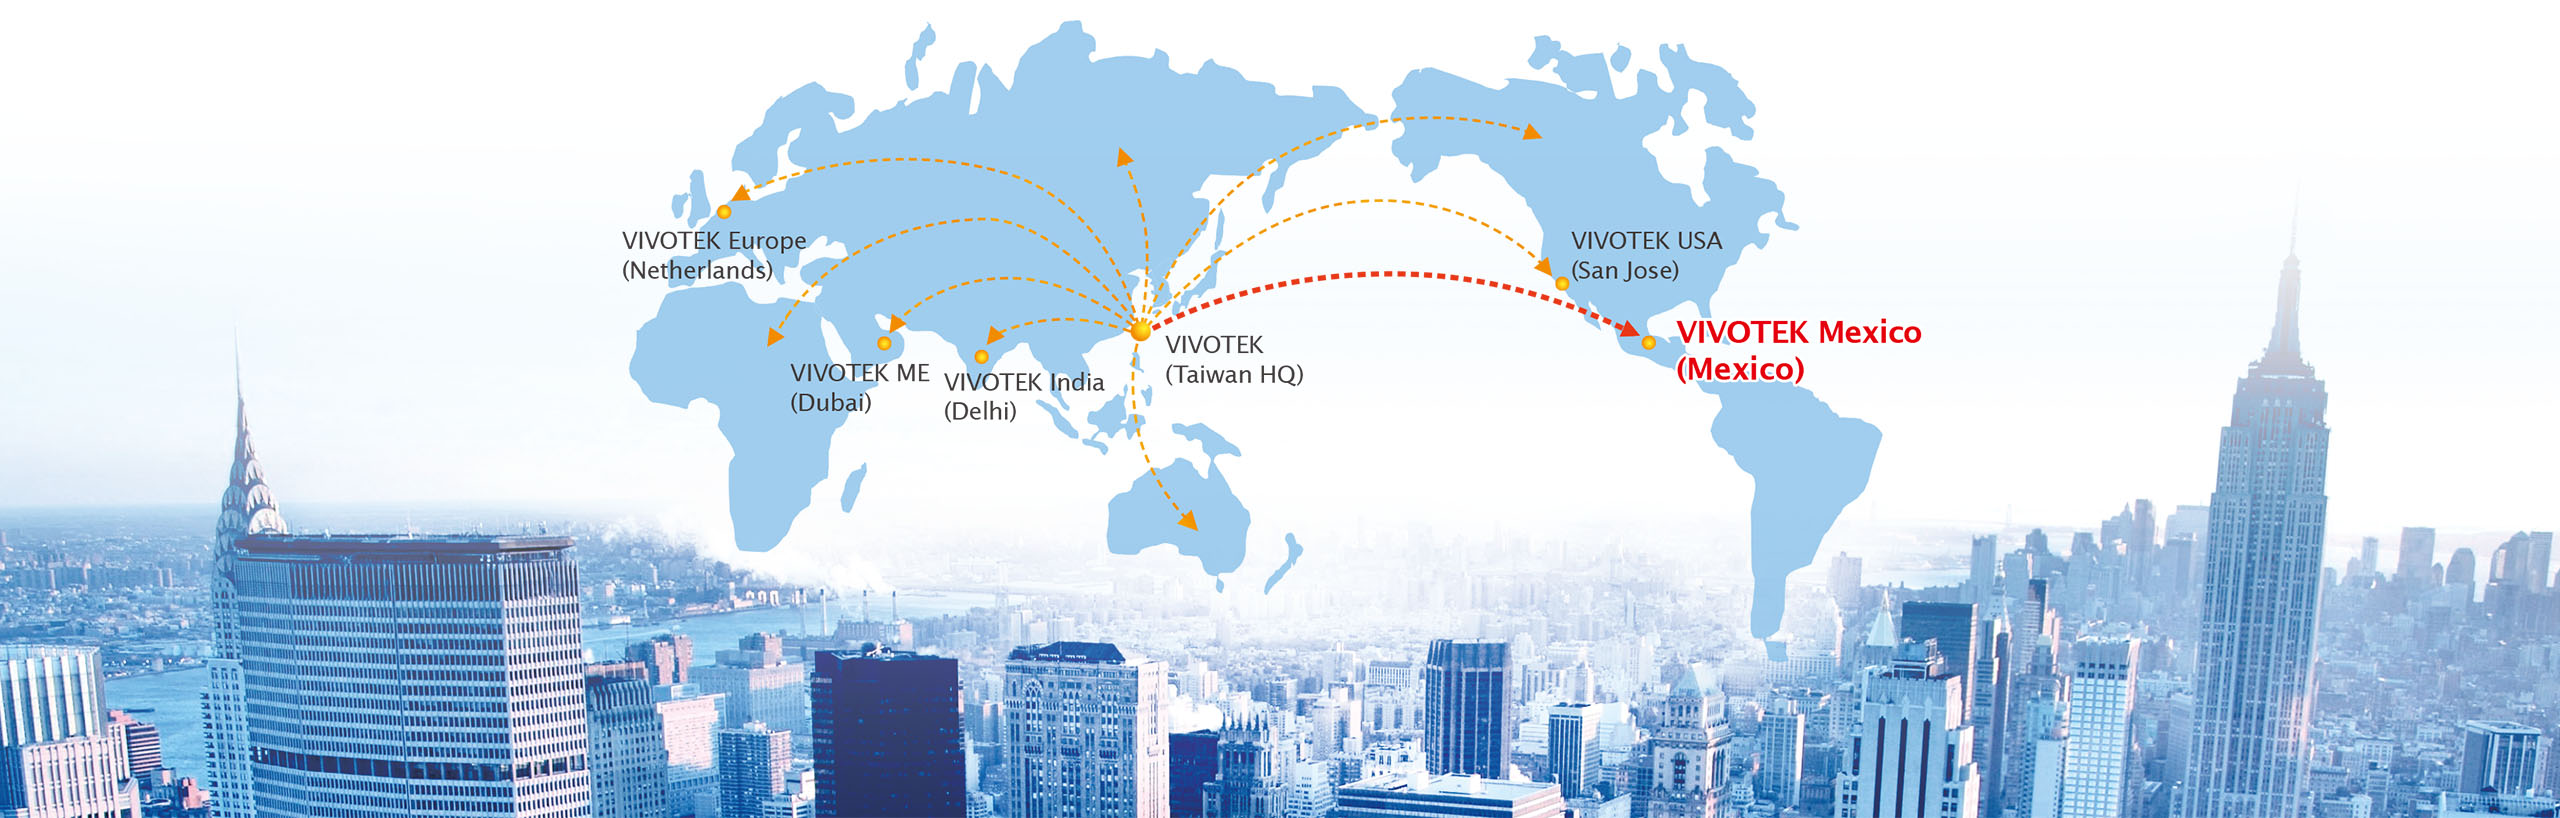 VIVOTEK Europe
(Netherlands)
VIVOTEK ME
(Dubai)
VIVOTEK India
(Delhi)
VIVOTEK
(Taiwan HQ)
VIVOTEK USA
(San Jose)
VIVOTEK Mexico
(Mexico)